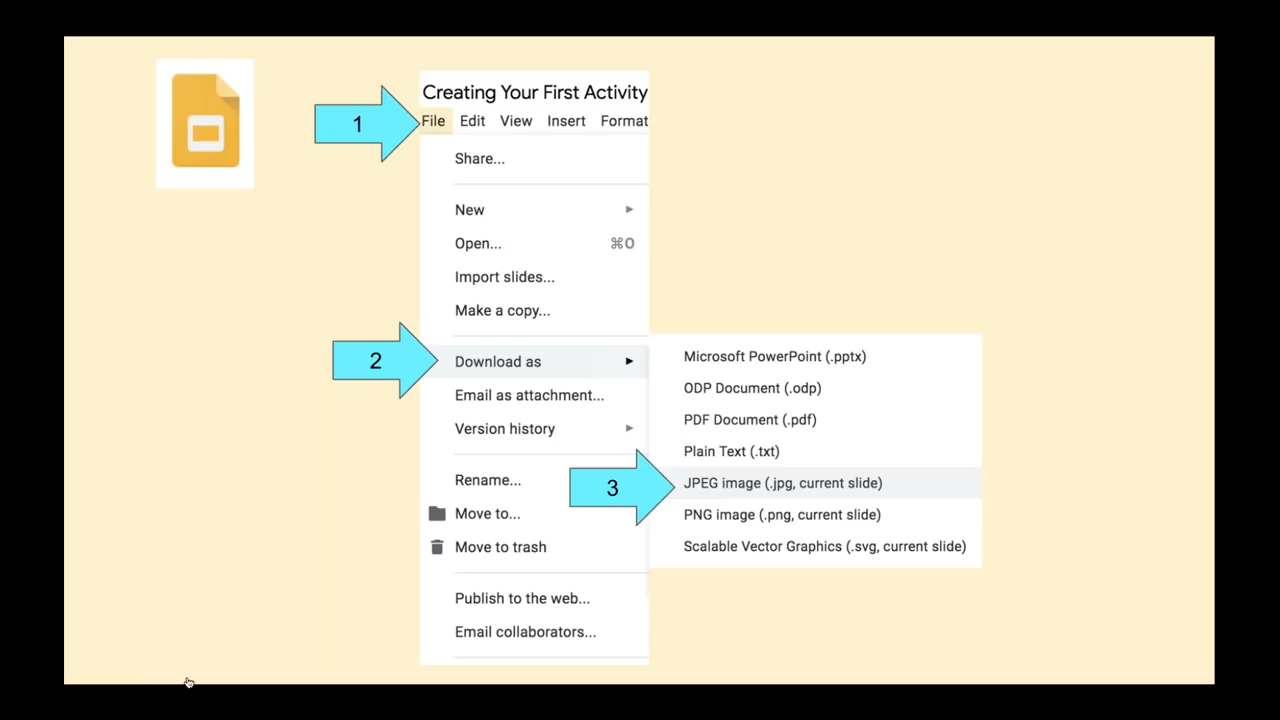 Creating Your First Activity
1
File Edit View Insert Format
Share...
New
Open... ⌘O
Import slides...
Make a copy...
2
Download as
Email as attachment...
Version history
Rename...
Move to...
Move to trash
Publish to the web...
Email collaborators...
Microsoft PowerPoint (.pptx)
ODP Document (.odp)
PDF Document (.pdf)
Plain Text (.txt)
3
JPEG image (.jpg, current slide)
PNG image (.png, current slide)
Scalable Vector Graphics (.svg, current slide)